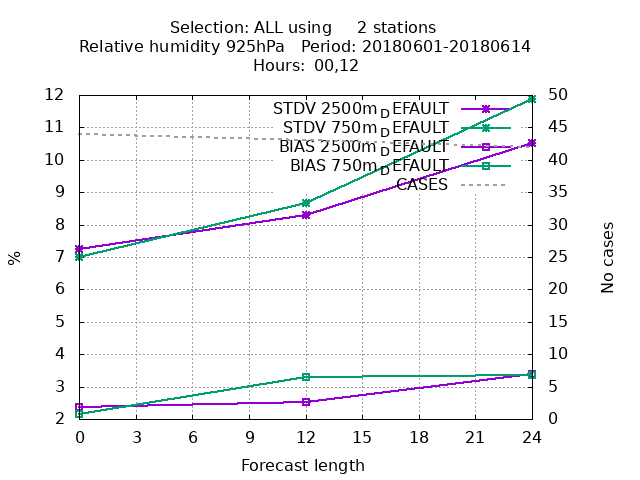 Selection: ALL using 2 stations
Relative humidity 925hPa Period: 20180601-20180614
Hours: 00,12
12
11
10
9
8
7
6
5
4
3
2
%
50
45
40
35
30
25
20
15
10
5
0
No cases
STDV 2500m_DEFAULT
STDV 750m_DEFAULT
BIAS 2500m_DEFAULT
BIAS 750m_DEFAULT
CASES
0 3 6 9 12 15 18 21 24
Forecast length